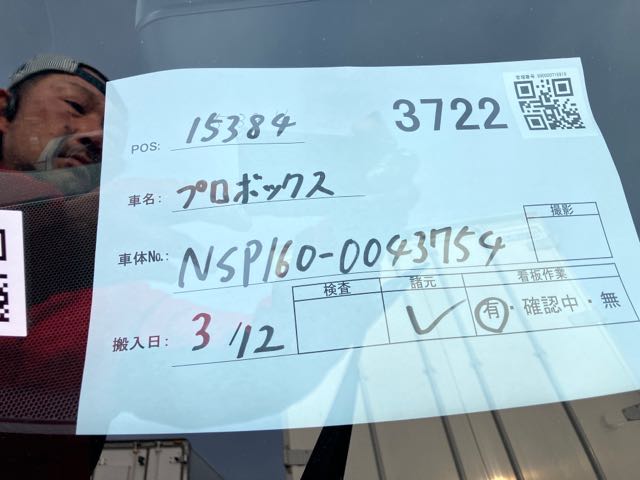 POS: 15384
3722
車名: プロボックス
車体No.: NSP160-0043754
撮影
搬入日: 3/12
検査 諸元 看板作業
✓ 有・確認中・無